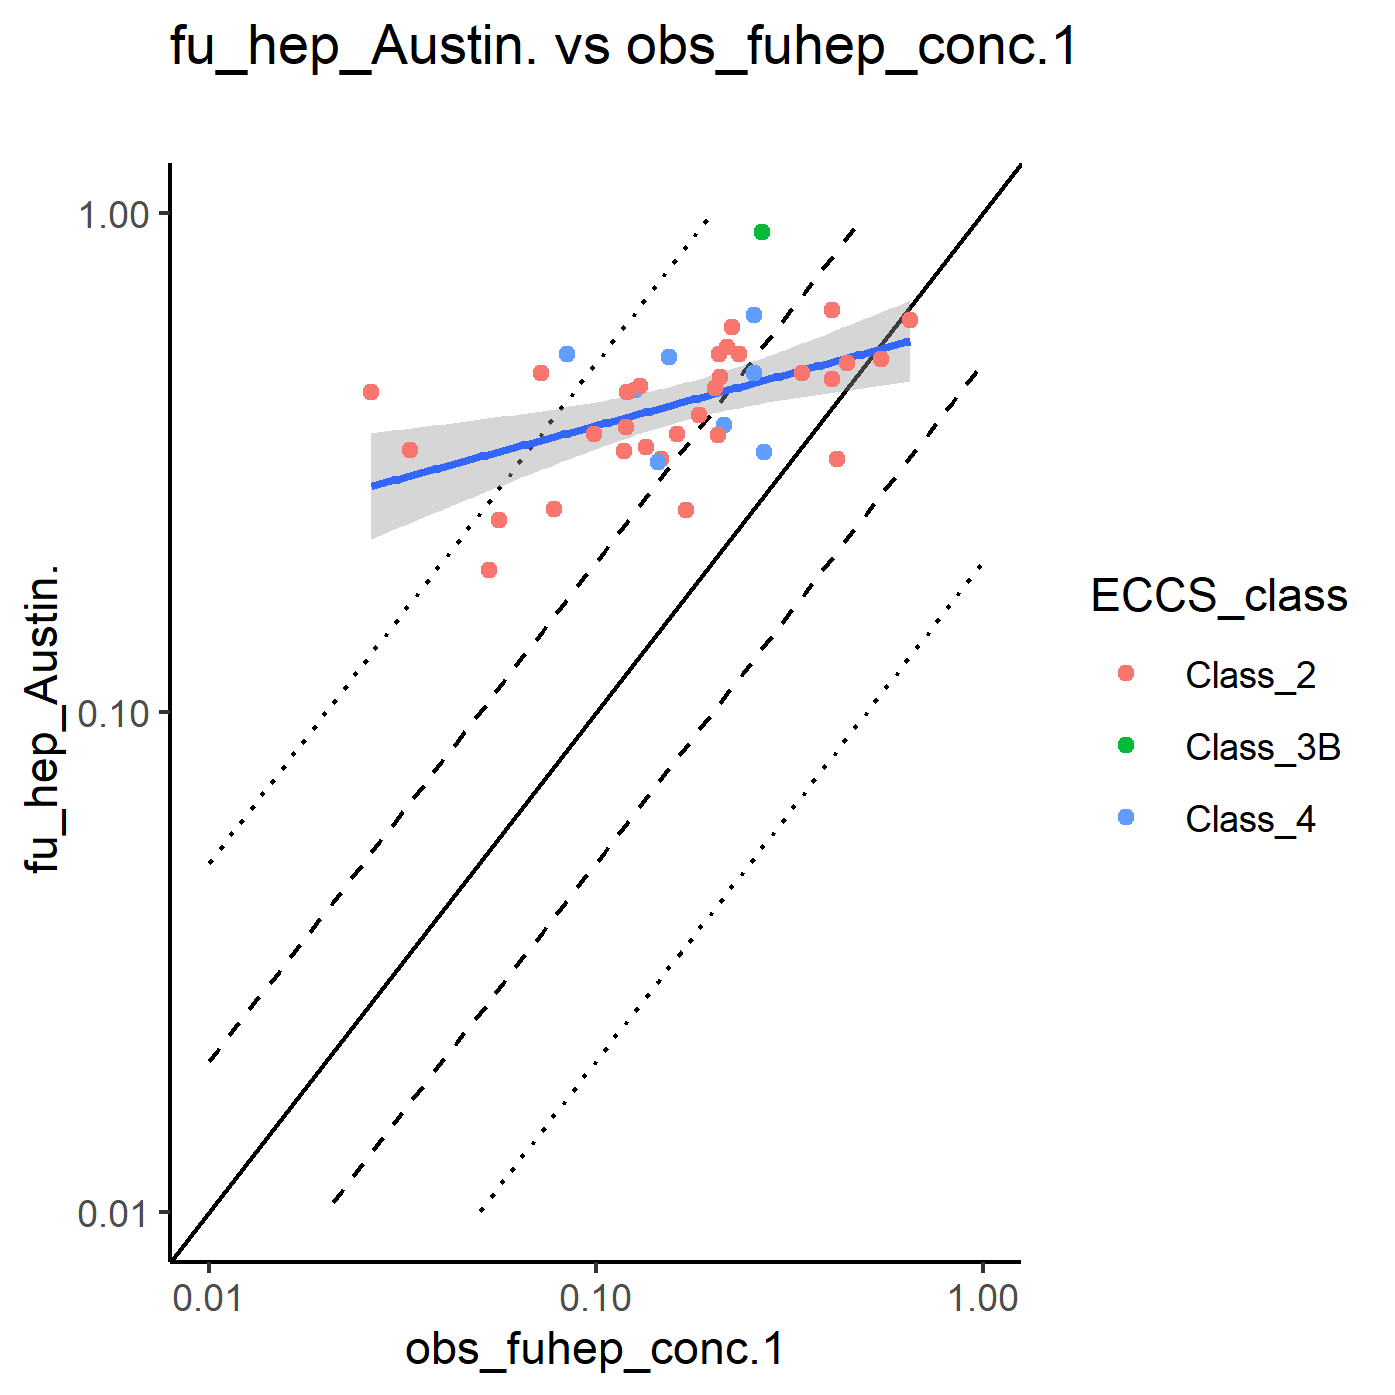 fu_hep_Austin. vs obs_fuhep_conc.1
fu_hep_Austin.
1.00
0.10
0.01
0.01 0.10 1.00
obs_fuhep_conc.1
ECCS_class
Class_2
Class_3B
Class_4